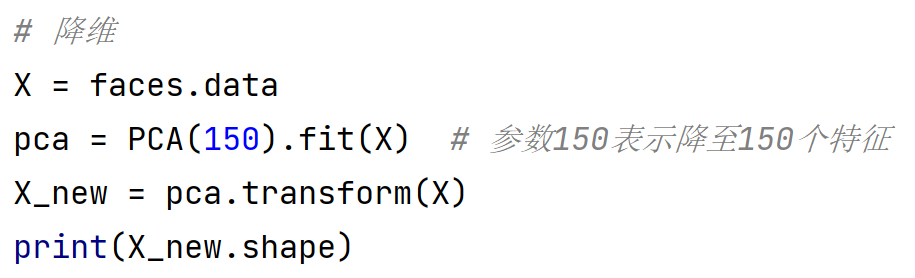 # 降维
X = faces.data
pca = PCA(150).fit(X)  # 参数150表示降至150个特征
X_new = pca.transform(X)
print(X_new.shape)